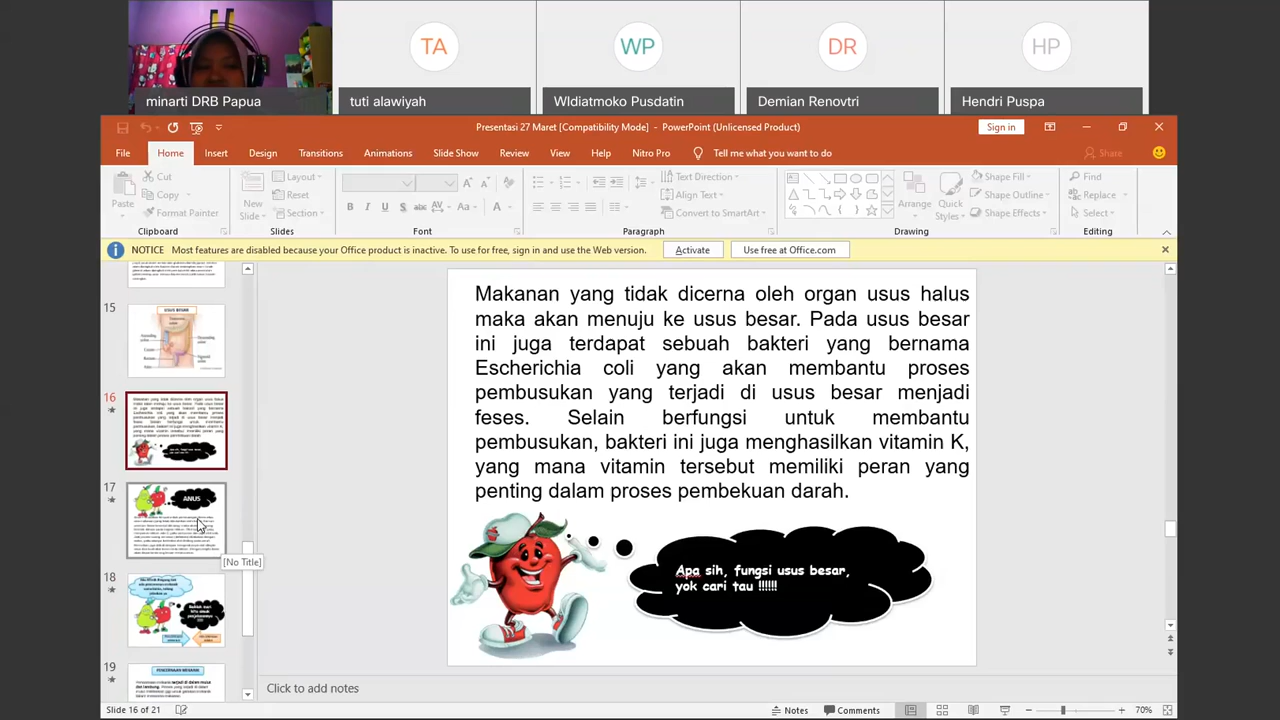 TA
WP
DR
HP
minarti DRB Papua
tuti alawiyah
WIdiatmoko Pusdatin
Demian Renovtri
Hendri Puspa
Presentasi 27 Maret [Compatibility Mode] - PowerPoint (Unlicensed Product)
Sign in
File Home Insert Design Transitions Animations Slide Show Review View Help Nitro Pro Tell me what you want to do Share
Paste
Cut
Copy
Format Painter
Clipboard
New
Slide
Layout
Reset
Section
Slides
B I U S abc AV Aa A
Font
Text Direction
Align Text
Convert to SmartArt
Paragraph
Arrange
Quick
Styles
Shape Fill
Shape Outline
Shape Effects
Drawing
Find
Replace
Select
Editing
NOTICE Most features are disabled because your Office product is inactive. To use for free, sign in and use the Web version.
Activate
Use free at Office.com
15
USUS BESAR
16
17
ANUS
[No Title]
18
19
PENCERNAAN MEKANIK
Makanan yang tidak dicerna oleh organ usus halus
maka akan menuju ke usus besar. Pada usus besar
ini juga terdapat sebuah bakteri yang bernama
Escherichia coli yang akan membantu proses
pembusukan yang terjadi di usus besar menjadi
feses. Selain berfungsi untuk membantu
pembusukan, bakteri ini juga menghasilkan vitamin K,
yang mana vitamin tersebut memiliki peran yang
penting dalam proses pembekuan darah.
Apa sih, fungsi usus besar,
yok cari tau !!!!!!
Click to add notes
Slide 16 of 21
Notes
Comments
70%